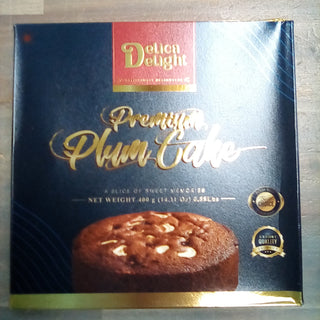 Delica
Delight
Premium
Plum Cake
A SLICE OF SWEET MEMORIES
NET WEIGHT 400 g (14.11 Oz) 0.88Lbs
QUALITY